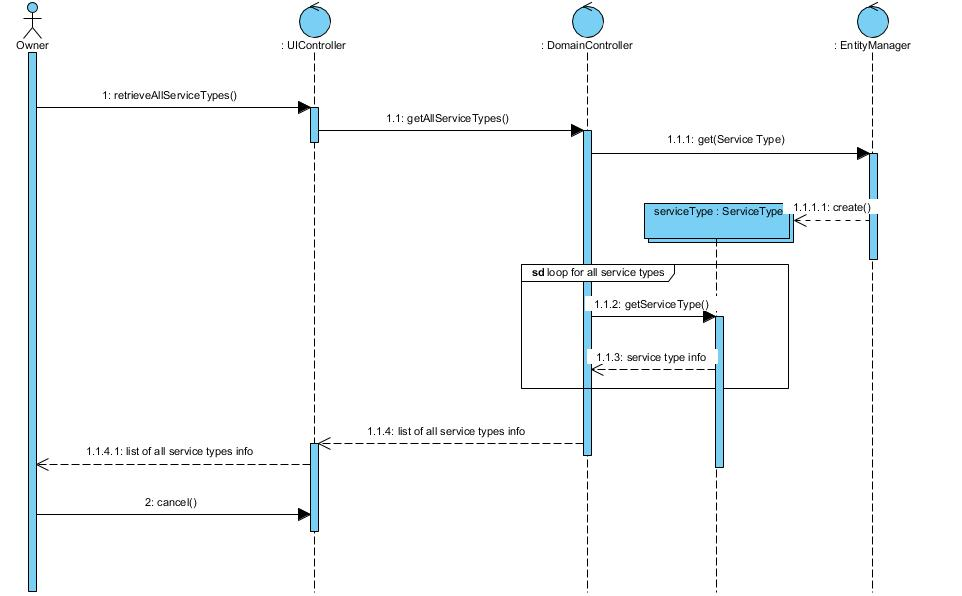 Owner
: UIController
: DomainController
: EntityManager
1: retrieveAllServiceTypes()
1.1: getAllServiceTypes()
1.1.1: get(Service Type)
serviceType : ServiceType
1.1.1.1: create()
sd loop for all service types
1.1.2: getServiceType()
1.1.3: service type info
1.1.4: list of all service types info
1.1.4.1: list of all service types info
2: cancel()